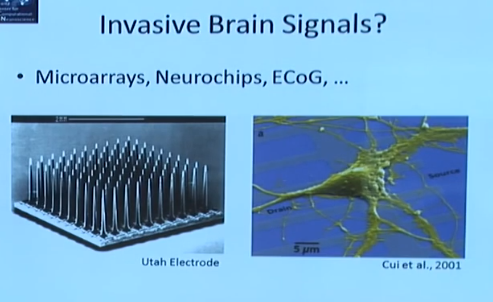 Invasive Brain Signals?
• Microarrays, Neurochips, ECoG, ...
a
Source
Drain
5 µm
Utah Electrode
Cui et al., 2001